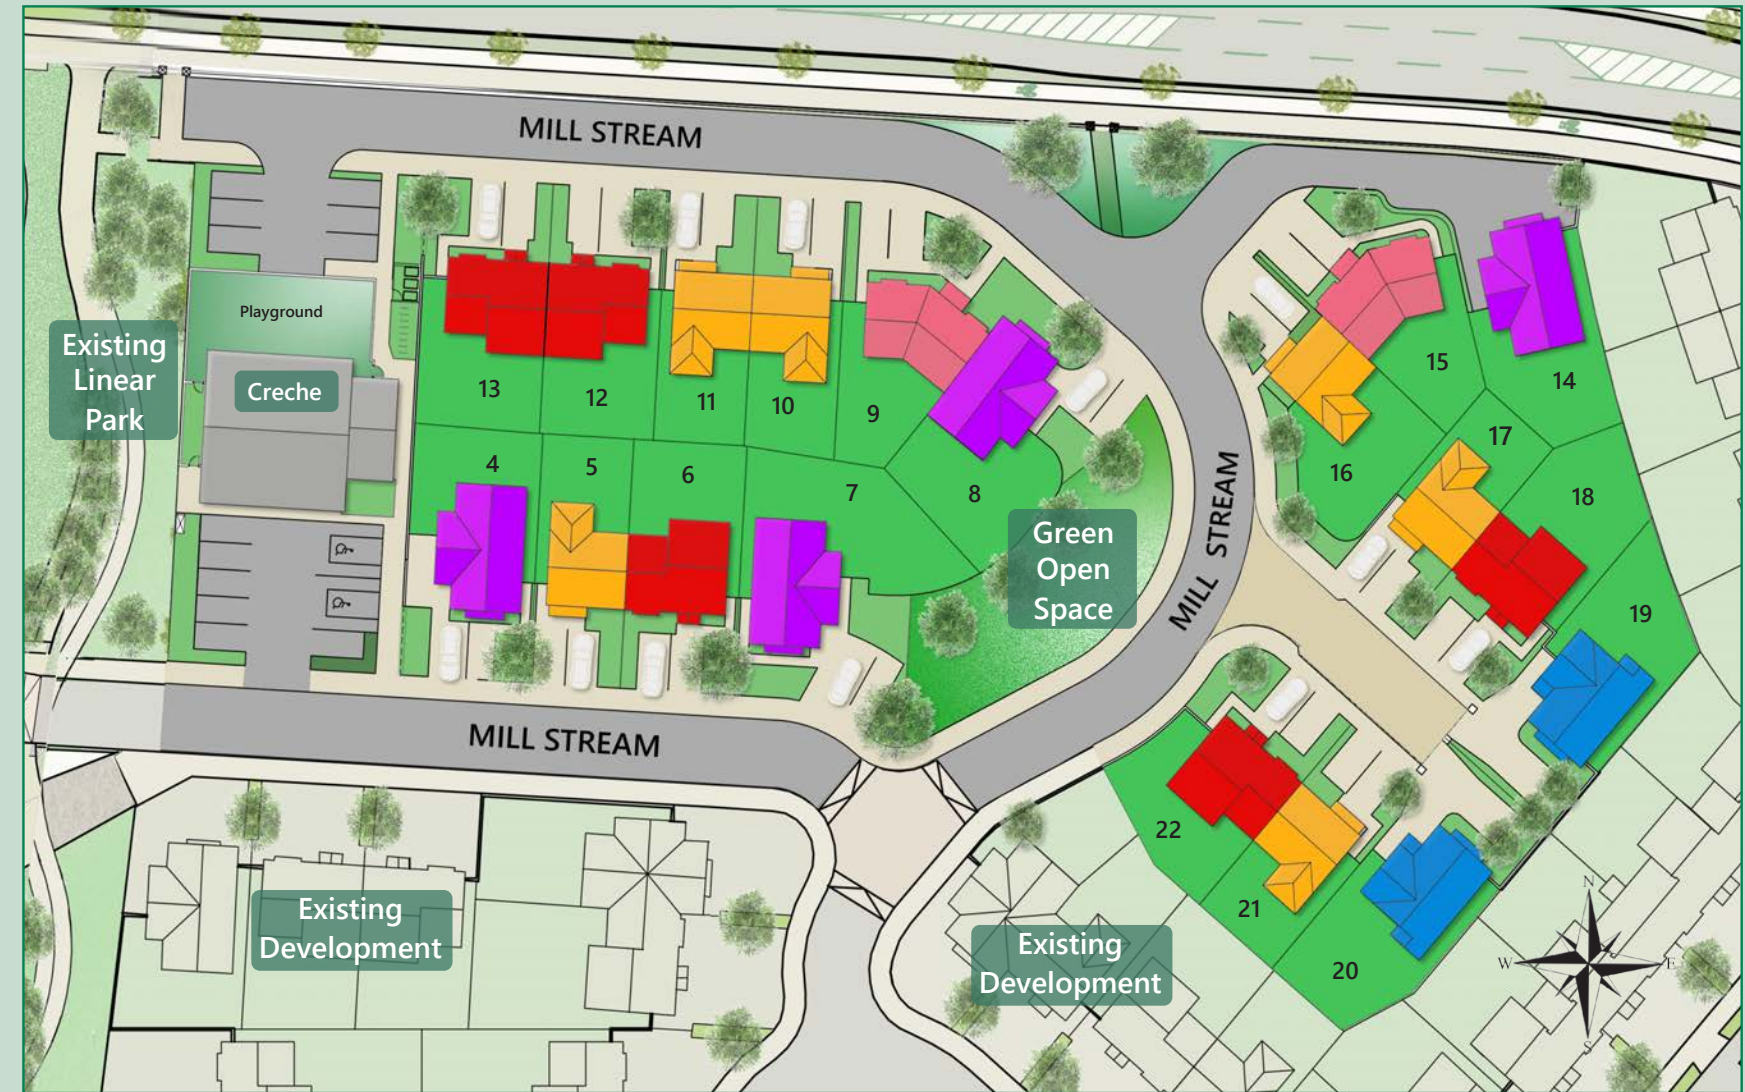 MILL STREAM
Playground
Existing
Linear
Park
Creche
13
12
11
10
9
15
14
17
16
18
4
5
6
7
8
Green
Open
Space
MILL STREAM
19
MILL STREAM
22
21
20
Existing
Development
Existing
Development
N
W
E
S